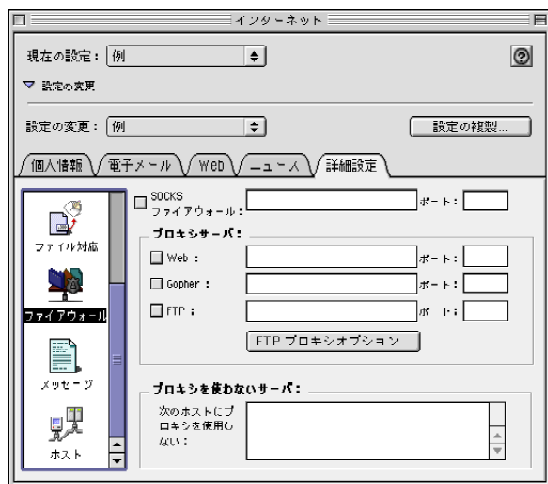 インターネット
現在の設定： 例
設定の変更
設定の変更： 例
設定の複製...
個人情報 電子メール Web ニュース 詳細設定
ファイル対応
ファイアウォール
メッセージ
ホスト
SOCKS
ファイアウォール： ポート：
プロキシサーバ：
Web： ポート：
Gopher： ポート：
FTP： ポート：
FTP プロキシオプション
プロキシを使わないサーバ：
次のホストにプ
ロキシを使用し
ない：